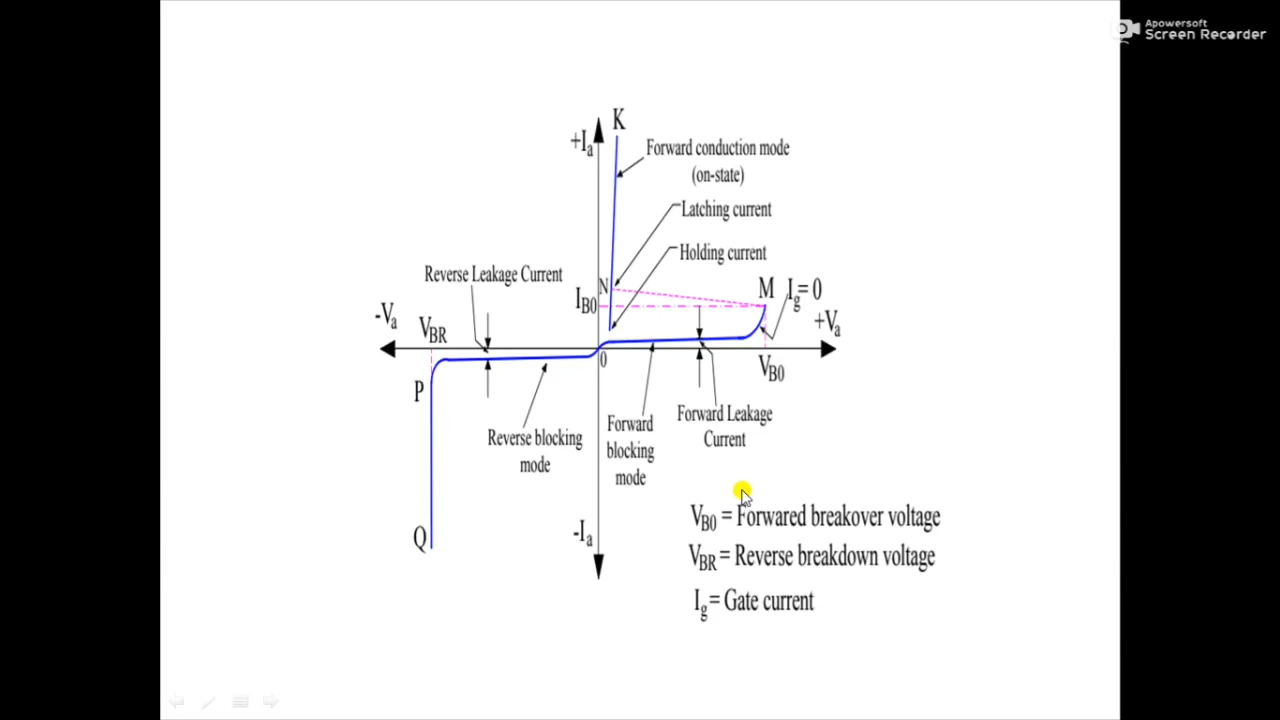 Apowersoft
Screen Recorder
K
+Ia
Forward conduction mode
(on-state)
Latching current
Holding current
Reverse Leakage Current
N
IB0
M
Ig= 0
-Va
VBR
+Va
0
VB0
P
Forward Leakage
Current
Forward
blocking
mode
Reverse blocking
mode
Q
-Ia
VB0 = Forwared breakover voltage
VBR = Reverse breakdown voltage
Ig= Gate current